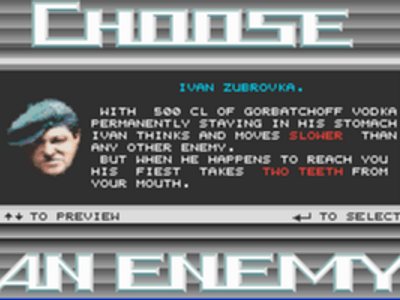 CHOOSE
IVAN ZUBROVKA.
WITH 500 CL OF GORBATCHOFF VODKA
PERMANENTLY STAYING IN HIS STOMACH
IVAN THINKS AND MOVES SLOWER THAN
ANY OTHER ENEMY.
BUT WHEN HE HAPPENS TO REACH YOU
HIS FIEST TAKES TWO TEETH FROM
YOUR MOUTH.
↑↓ TO PREVIEW ↵ TO SELECT
AN ENEMY